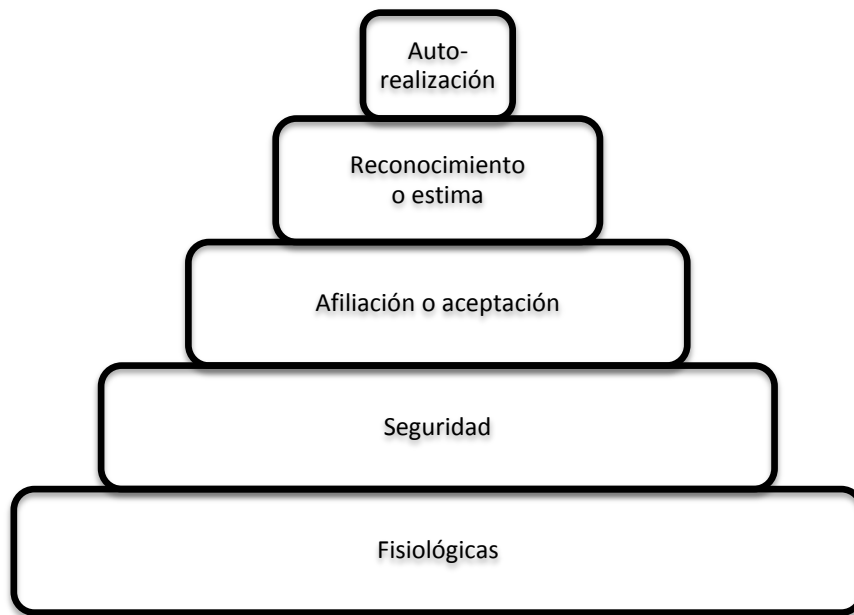 Auto-
realización
Reconocimiento
o estima
Afiliación o aceptación
Seguridad
Fisiológicas